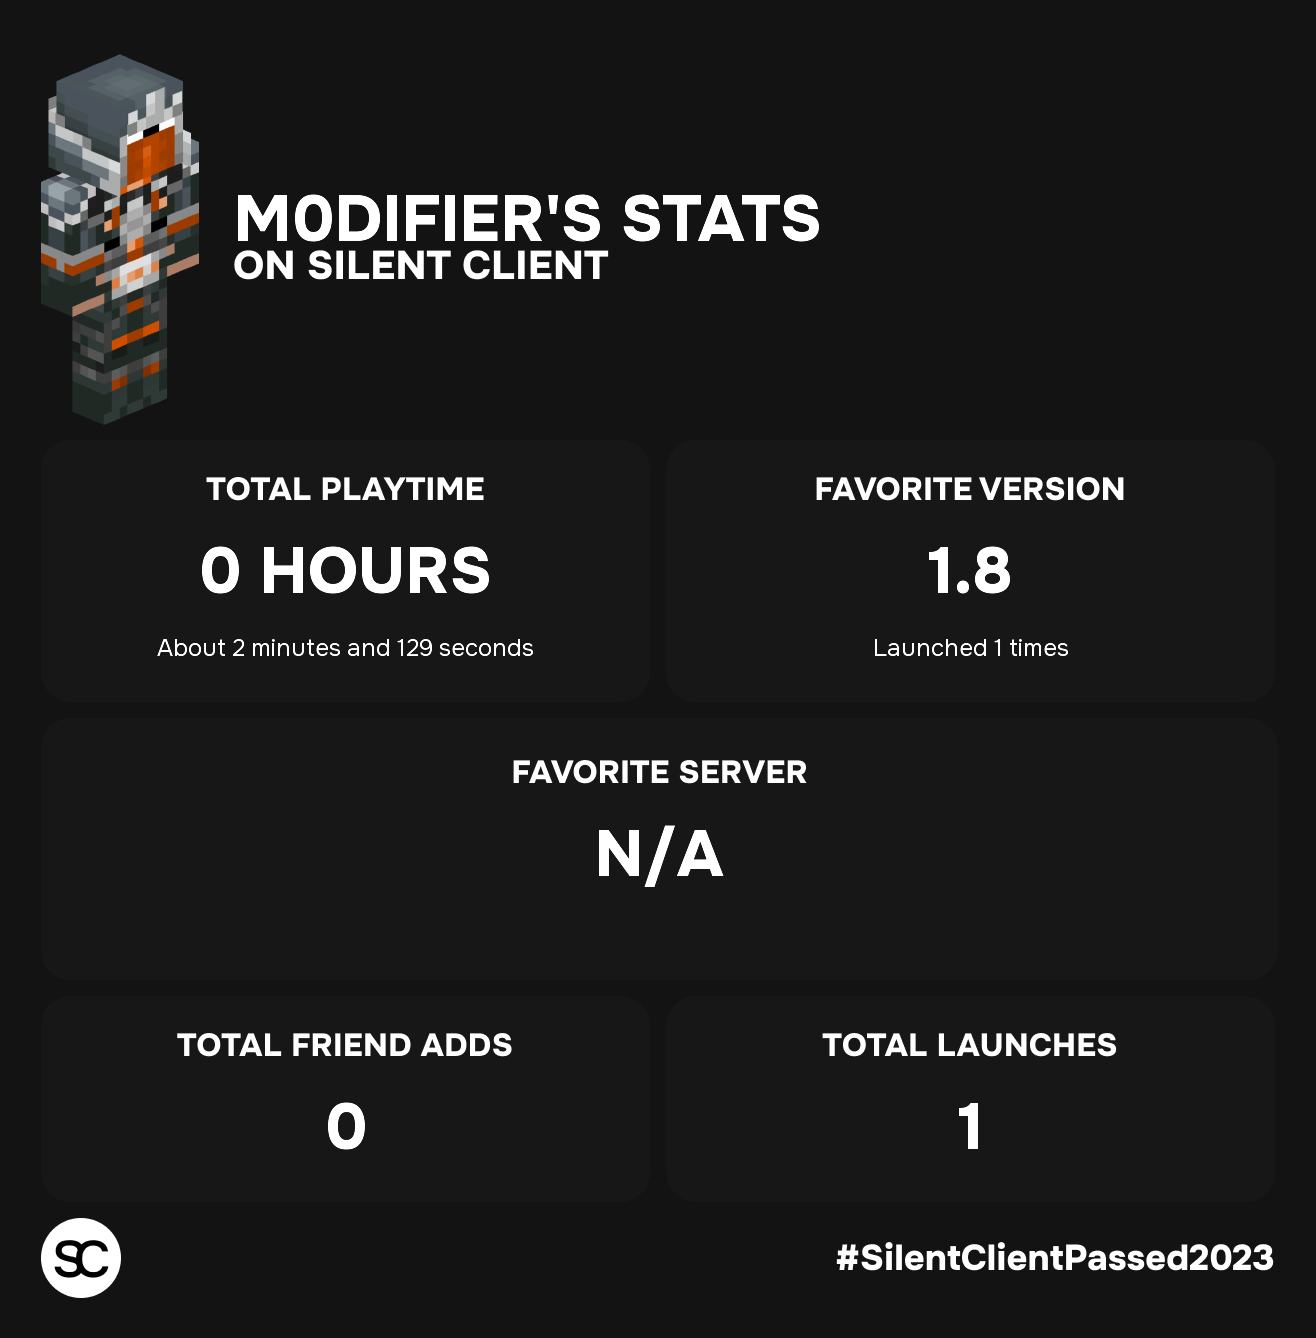 M0DIFIER'S STATS
ON SILENT CLIENT
TOTAL PLAYTIME
0 HOURS
About 2 minutes and 129 seconds
FAVORITE VERSION
1.8
Launched 1 times
FAVORITE SERVER
N/A
TOTAL FRIEND ADDS
0
TOTAL LAUNCHES
1
SC
#SilentClientPassed2023